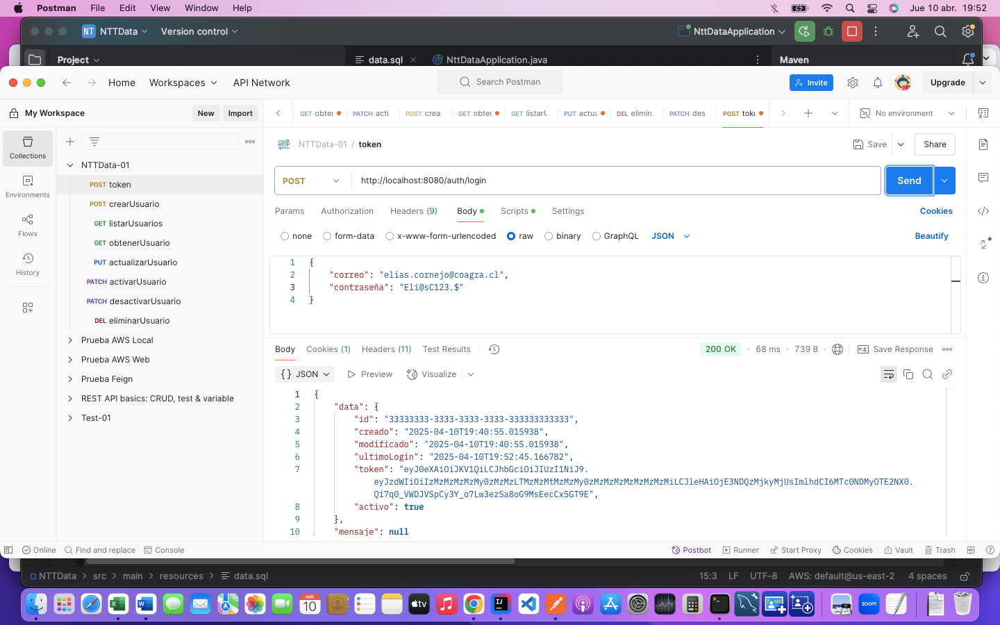 Postman File Edit View Window Help Jue 10 abr. 19:52
NT NTTData Version control NttDataApplication
Project data.sql NttDataApplication.java Maven
Home Workspaces API Network Search Postman Invite Upgrade
My Workspace New Import
GET obter PATCH acti POST crea GET obter GET listarU PUT actua DEL elimin PATCH des POST toke No environment
Collections
Environments
Flows
History
NTTData-01
POST token
POST crearUsuario
GET listarUsuarios
GET obtenerUsuario
PUT actualizarUsuario
PATCH activarUsuario
PATCH desactivarUsuario
DEL eliminarUsuario
Prueba AWS Local
Prueba AWS Web
Prueba Feign
REST API basics: CRUD, test & variable
Test-01
HTTP NTTData-01 / token Save Share
POST http://localhost:8080/auth/login Send
Params Authorization Headers (9) Body Scripts Settings Cookies
none form-data x-www-form-urlencoded raw binary GraphQL JSON Beautify
1 {
2 "correo": "elias.cornejo@coagra.cl",
3 "contraseña": "Eli@sC123.$"
4 }
Body Cookies (1) Headers (11) Test Results 200 OK 68 ms 739 B Save Response
{} JSON Preview Visualize
1 {
2 "data": {
3 "id": "33333333-3333-3333-3333-333333333333",
4 "creado": "2025-04-10T19:40:55.015938",
5 "modificado": "2025-04-10T19:40:55.015938",
6 "ultimoLogin": "2025-04-10T19:52:45.166782",
7 "token": "eyJ0eXAiOiJKV1QiLCJhbGciOiJIUzI1NiJ9.
eyJzdWIiOiIzMzMzMzMzMy0zMzMzLTMzMzMtMzMzMy0zMzMzMzMzMzMzMzMiLCJleHAiOjE3NDQzMjkyMjUsImlhdCI6MTc0NDMyOTE2NX0.
Qi7q0_VWDJVSpCy3Y_o7Lw3ezSa8oG9MsEecCx5GT9E",
8 "activo": true
9 },
10 "mensaje": null
Online Find and replace Console Postbot Runner Start Proxy Cookies Vault Trash
NTTData src main resources data.sql 15:3 LF UTF-8 AWS: default@us-east-2 4 spaces
ABR.
10
tv
zoom